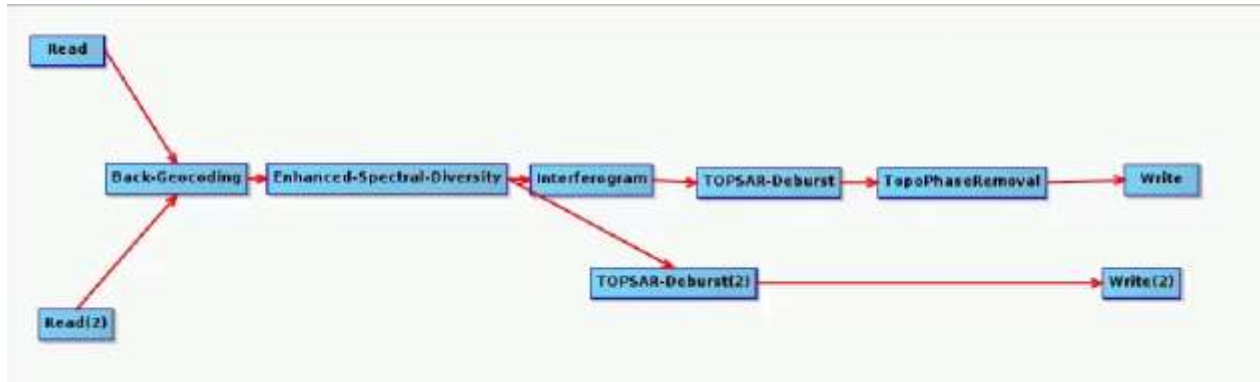 Read
Back-Geocoding
Enhanced-Spectral-Diversity
Interferogram
TOPSAR-Deburst
TopoPhaseRemoval
Write
TOPSAR-Deburst(2)
Write(2)
Read(2)